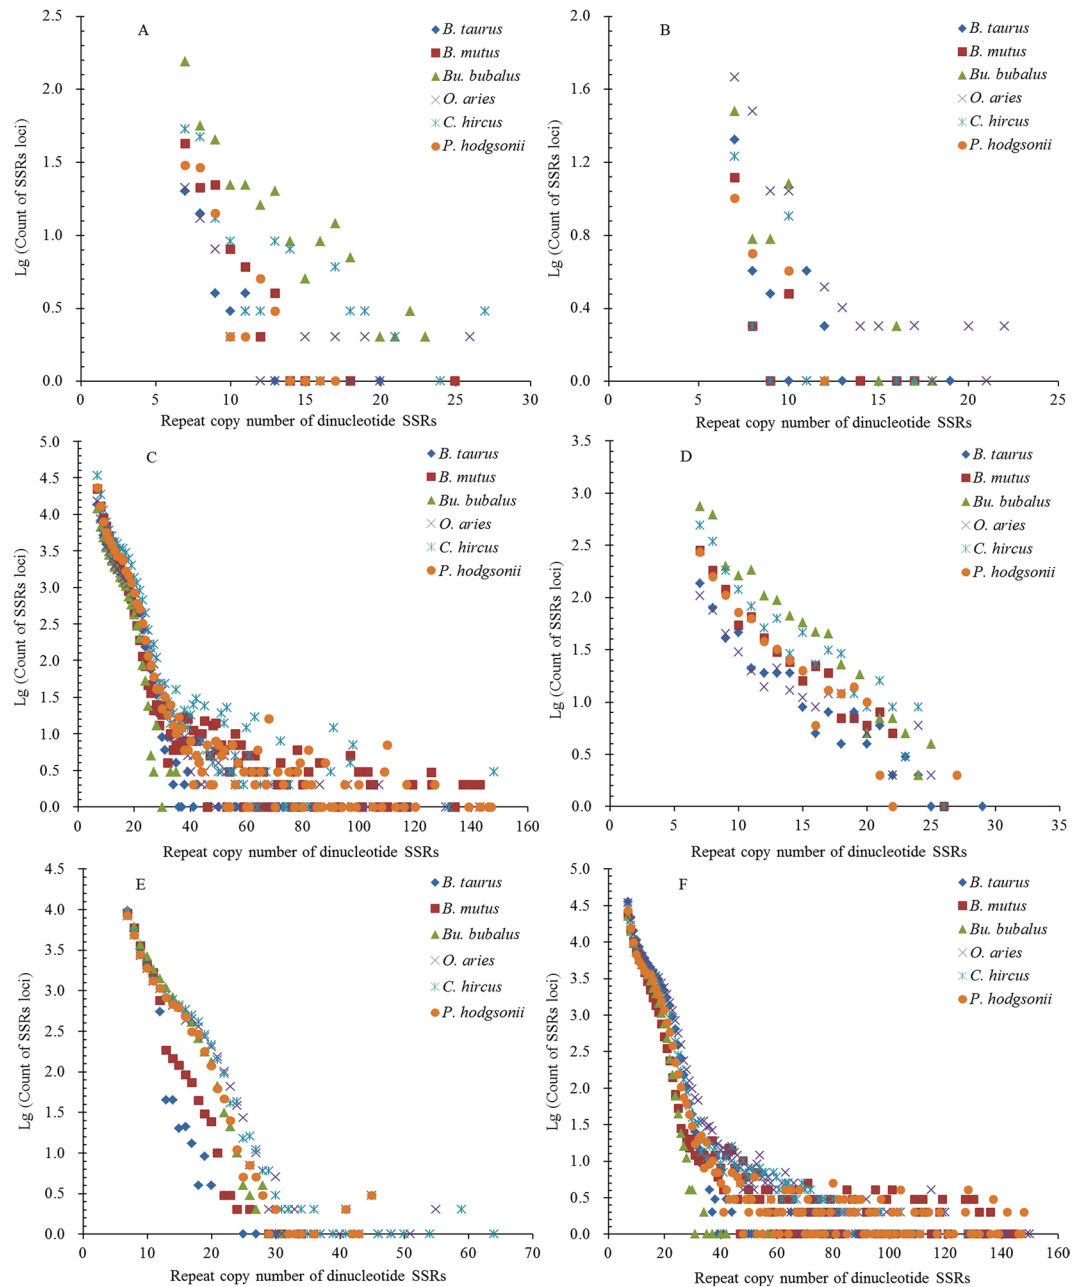 A
Lg (Count of SSRs loci)
2.5
2.0
1.5
1.0
0.5
0.0
0 5 10 15 20 25 30
Repeat copy number of dinucleotide SSRs
B. taurus
B. mutus
Bu. bubalus
O. aries
C. hircus
P. hodgsonii
B
Lg (Count of SSRs loci)
2.0
1.6
1.2
0.8
0.4
0.0
0 5 10 15 20 25
Repeat copy number of dinucleotide SSRs
B. taurus
B. mutus
Bu. bubalus
O. aries
C. hircus
P. hodgsonii
C
Lg (Count of SSRs loci)
5.0
4.5
4.0
3.5
3.0
2.5
2.0
1.5
1.0
0.5
0.0
0 20 40 60 80 100 120 140 160
Repeat copy number of dinucleotide SSRs
B. taurus
B. mutus
Bu. bubalus
O. aries
C. hircus
P. hodgsonii
D
Lg (Count of SSRs loci)
3.5
3.0
2.5
2.0
1.5
1.0
0.5
0.0
0 5 10 15 20 25 30 35
Repeat copy number of dinucleotide SSRs
B. taurus
B. mutus
Bu. bubalus
O. aries
C. hircus
P. hodgsonii
E
Lg (Count of SSRs loci)
4.5
4.0
3.5
3.0
2.5
2.0
1.5
1.0
0.5
0.0
0 10 20 30 40 50 60 70
Repeat copy number of dinucleotide SSRs
B. taurus
B. mutus
Bu. bubalus
O. aries
C. hircus
P. hodgsonii
F
Lg (Count of SSRs loci)
5.0
4.5
4.0
3.5
3.0
2.5
2.0
1.5
1.0
0.5
0.0
0 20 40 60 80 100 120 140 160
Repeat copy number of dinucleotide SSRs
B. taurus
B. mutus
Bu. bubalus
O. aries
C. hircus
P. hodgsonii